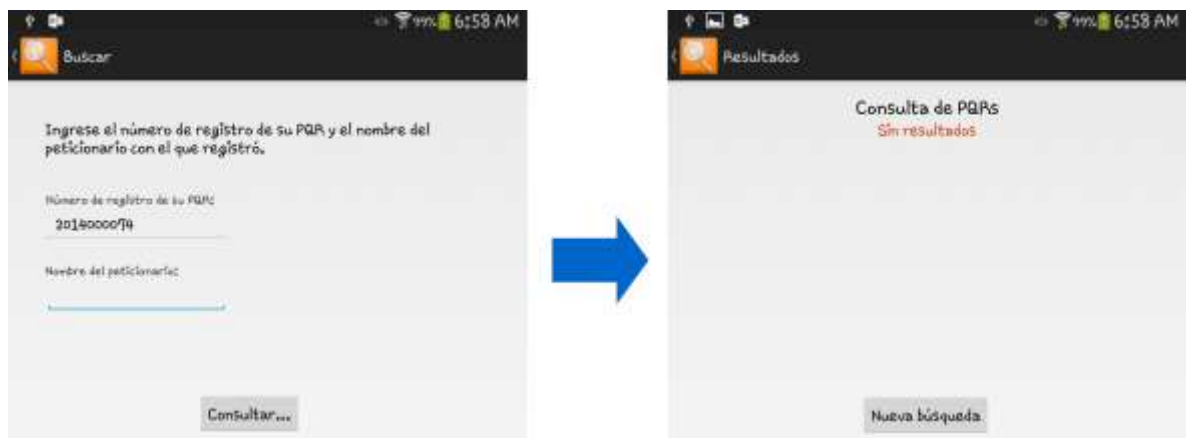 99% 6:58 AM
Buscar
Ingrese el número de registro de su PQR y el nombre del
peticionario con el que registró.
Número de registro de su PQR:
2014000074
Nombre del peticionario:
Consultar...
99% 6:58 AM
Resultados
Consulta de PQRs
Sin resultados
Nueva búsqueda